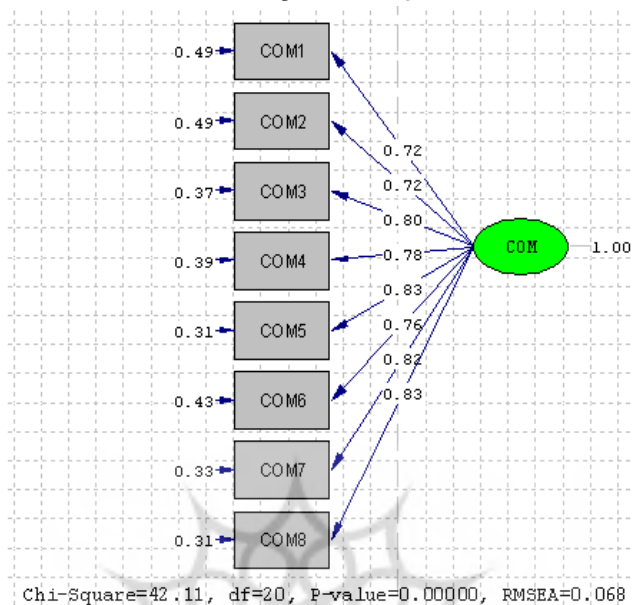 0.49 COM1
0.49 COM2
0.72
0.37 COM3
0.72
0.80
0.39 COM4
0.78
COM 1.00
0.83
0.31 COM5
0.76
0.82
0.43 COM6
0.83
0.33 COM7
0.31 COM8
Chi-Square=42.11, df=20, P-value=0.00000, RMSEA=0.068